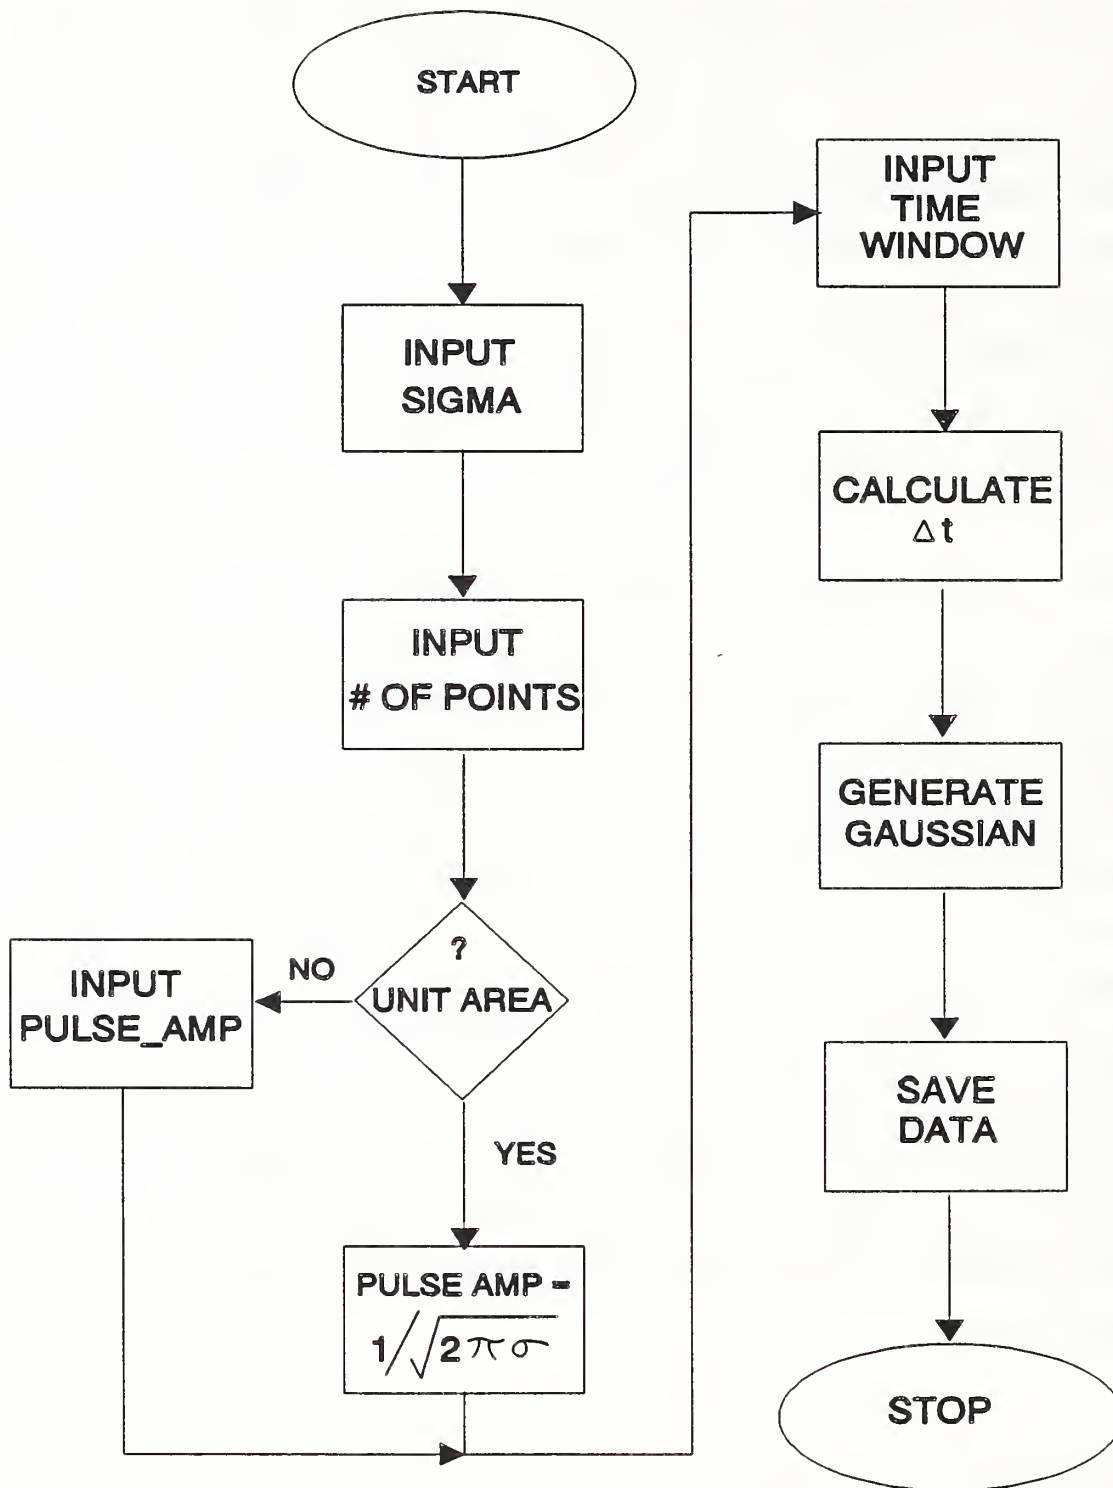 START
INPUT
SIGMA
INPUT
# OF POINTS
?
UNIT AREA
NO
INPUT
PULSE_AMP
YES
PULSE AMP =
1/√2πσ
INPUT
TIME
WINDOW
CALCULATE
Δt
GENERATE
GAUSSIAN
SAVE
DATA
STOP